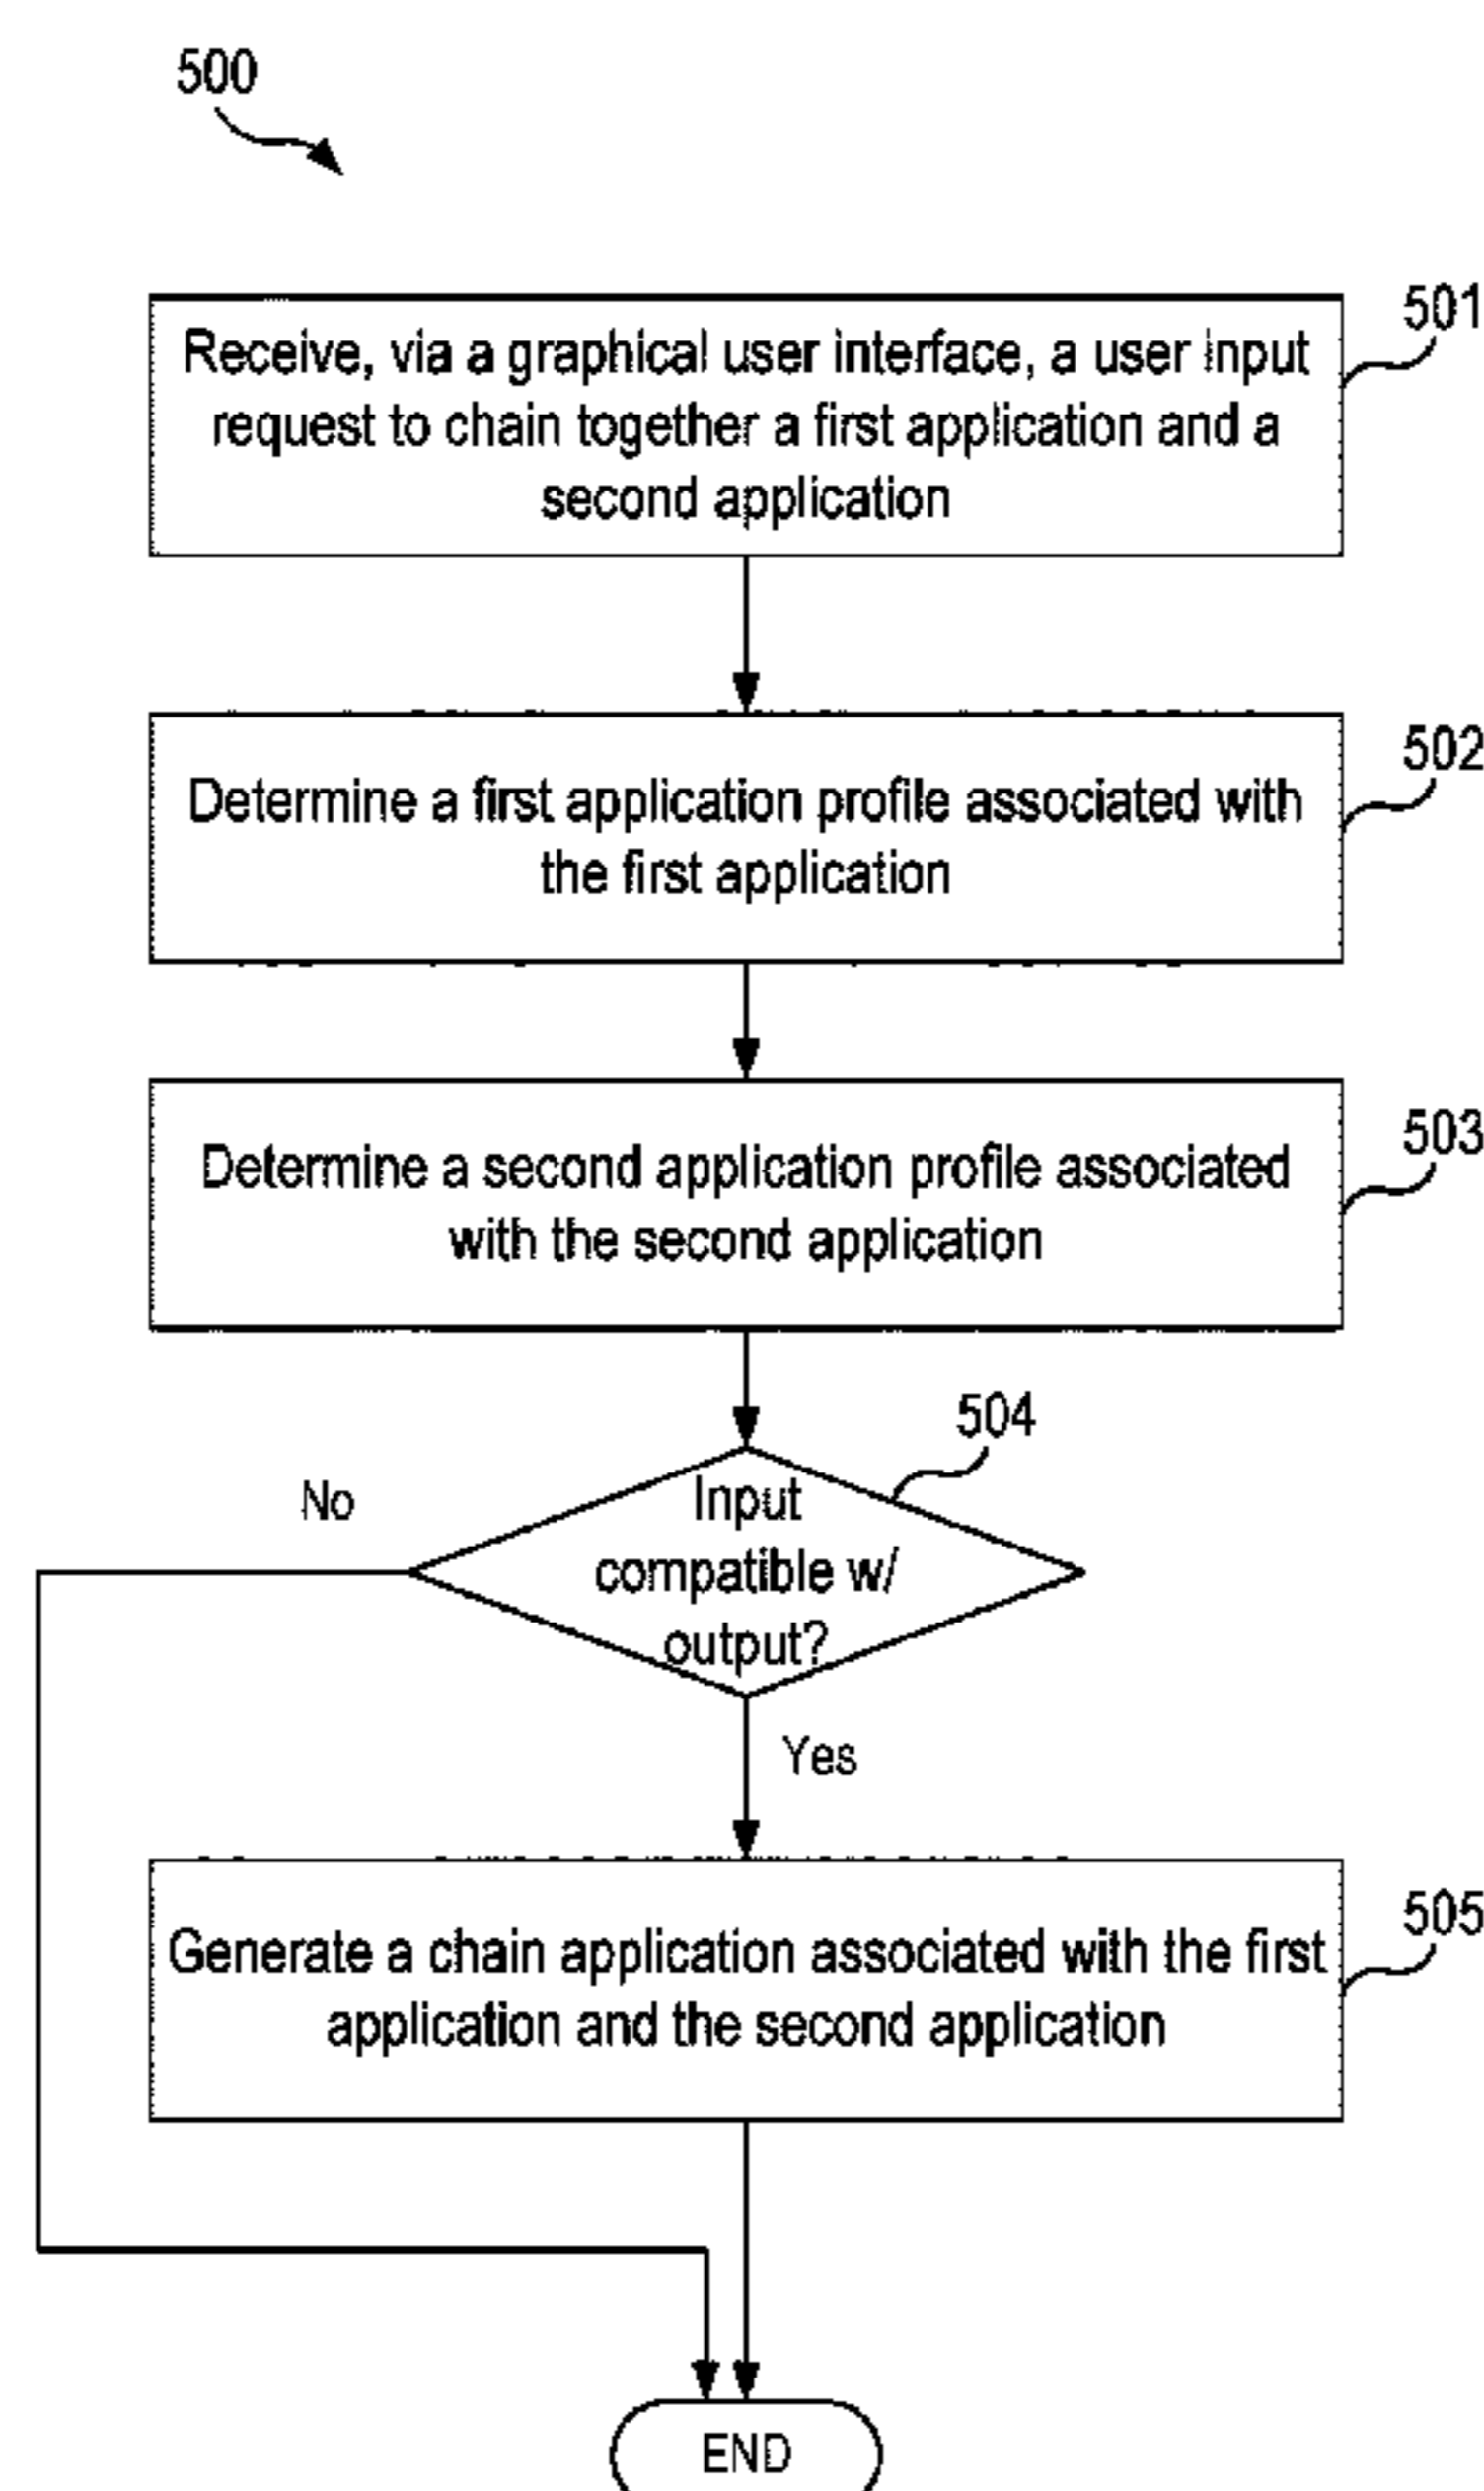 500
501
Receive, via a graphical user interface, a user input
request to chain together a first application and a
second application
502
Determine a first application profile associated with
the first application
503
Determine a second application profile associated
with the second application
504
No
Input
compatible w/
output?
Yes
505
Generate a chain application associated with the first
application and the second application
END